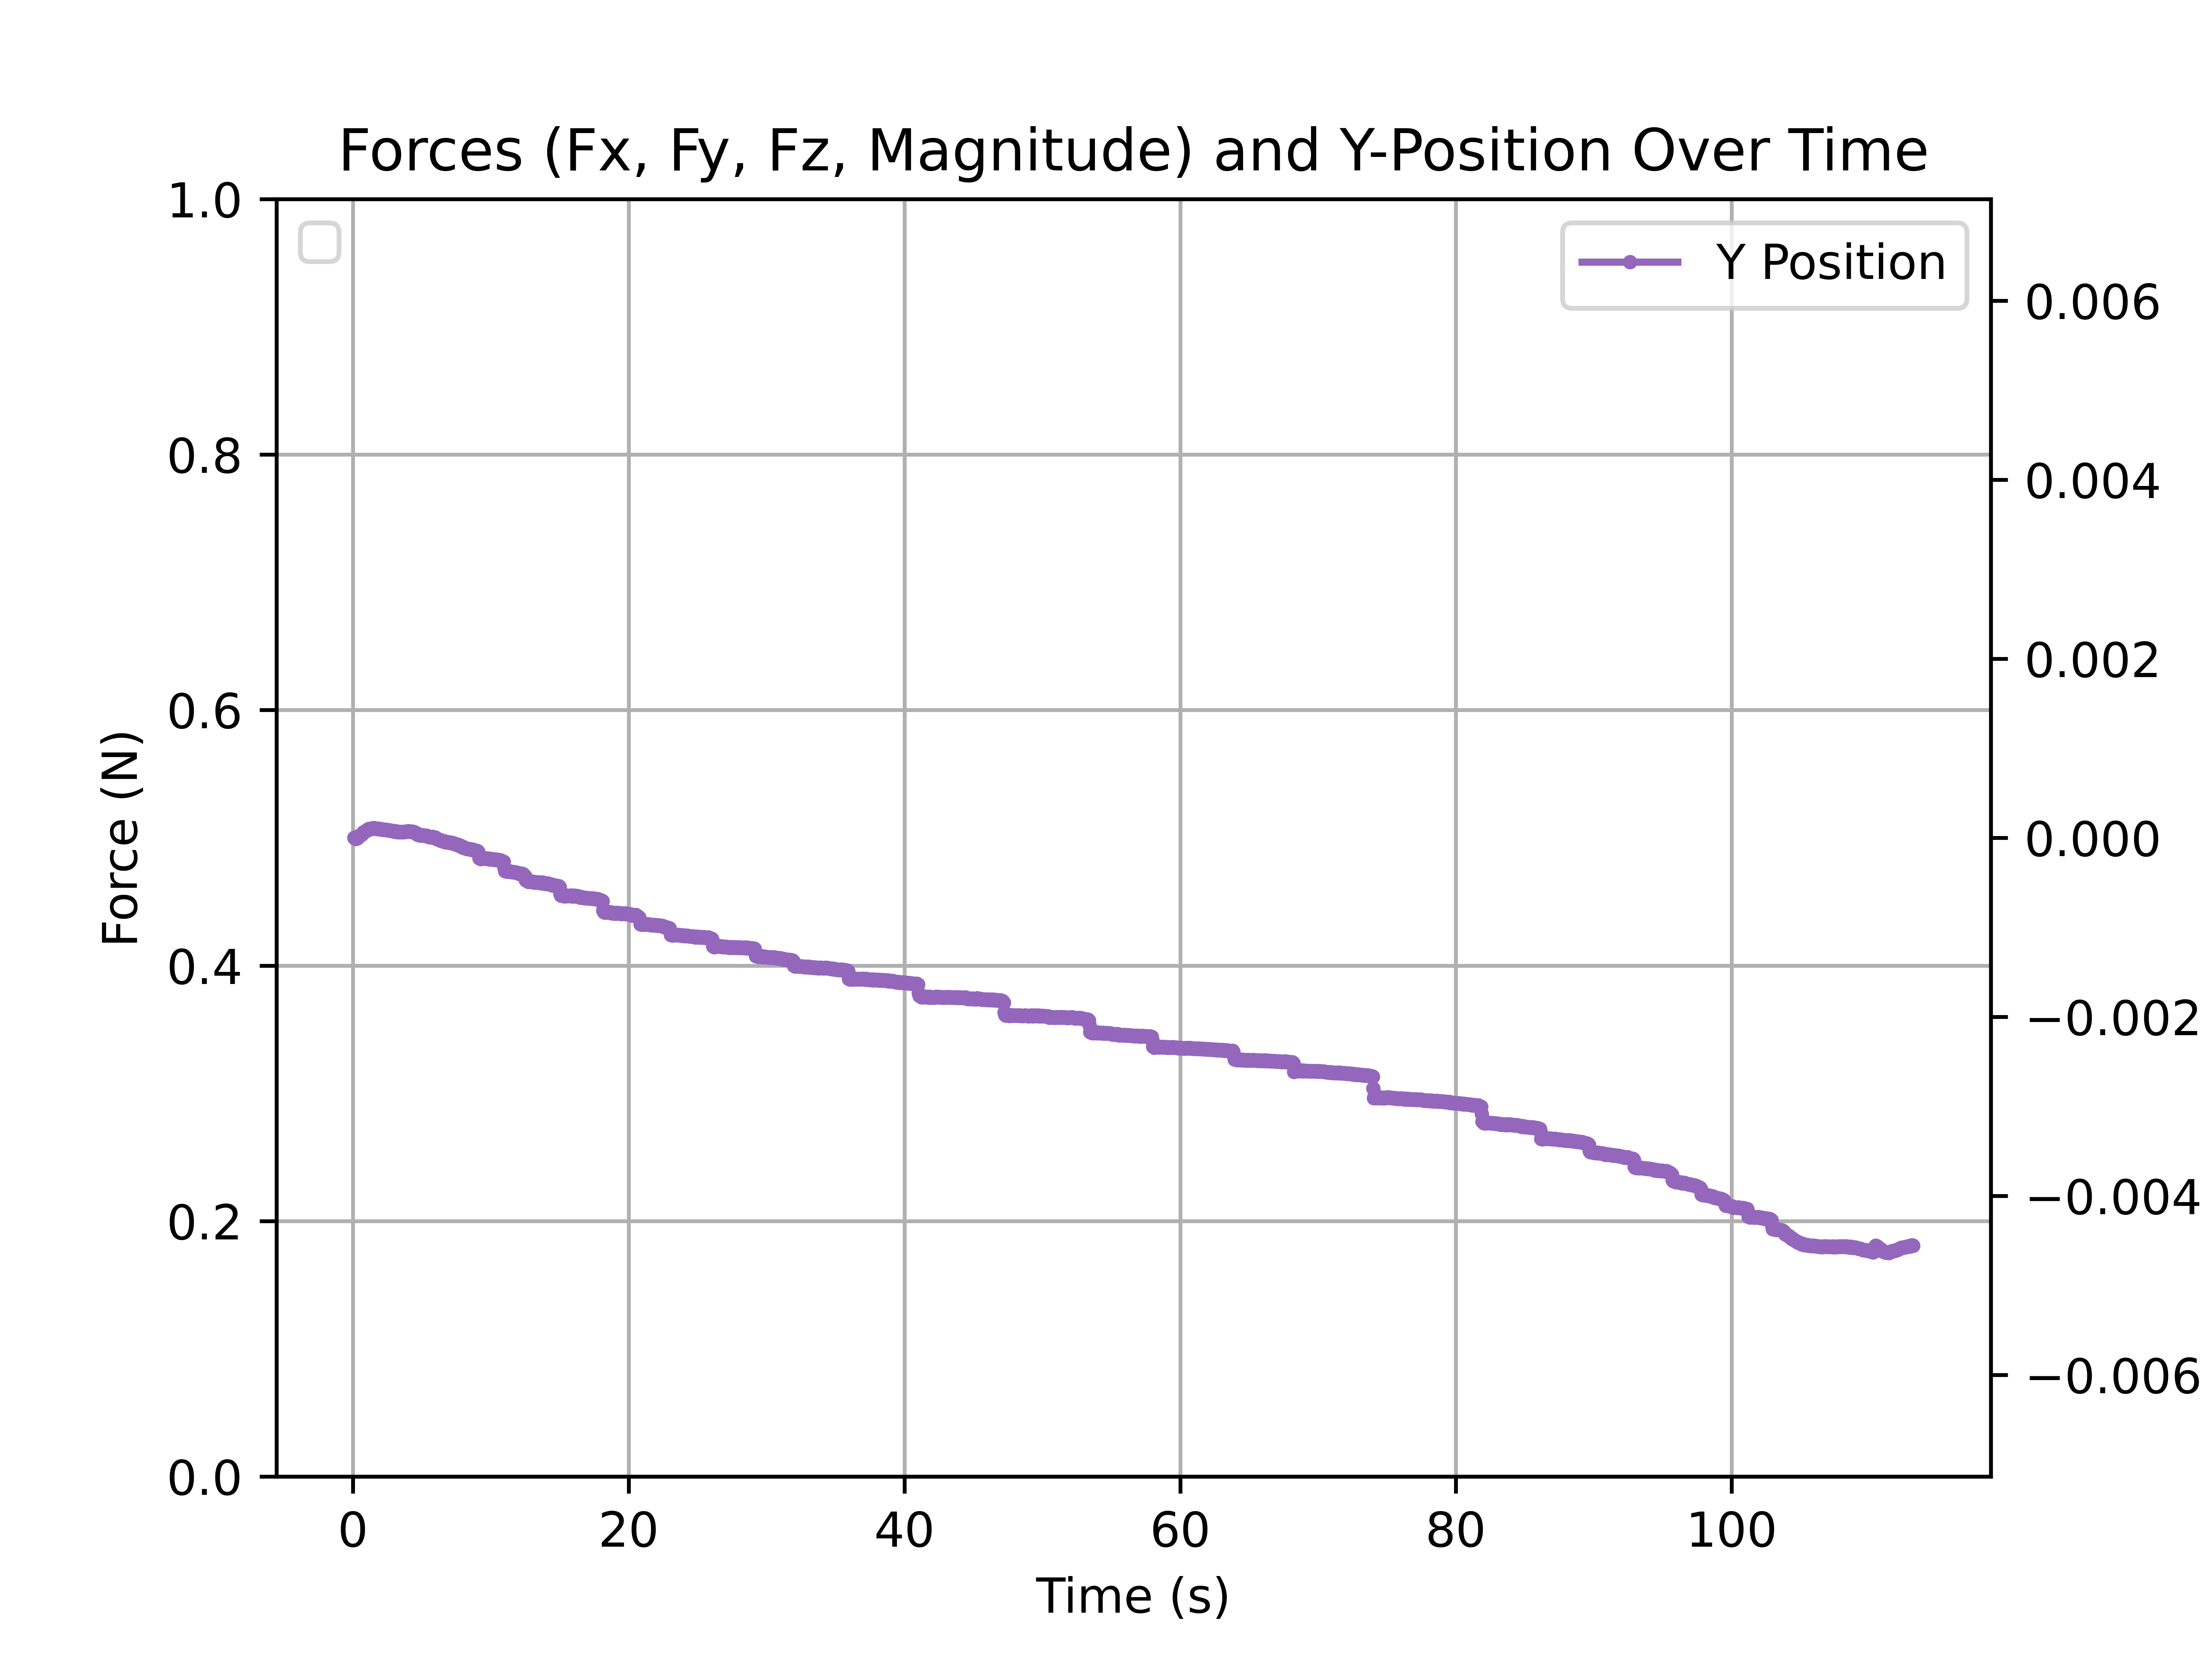 Forces (Fx, Fy, Fz, Magnitude) and Y-Position Over Time
1.0
0.8
0.6
0.4
0.2
0.0
Force (N)
Y Position
0.006
0.004
0.002
0.000
−0.002
−0.004
−0.006
0 20 40 60 80 100
Time (s)